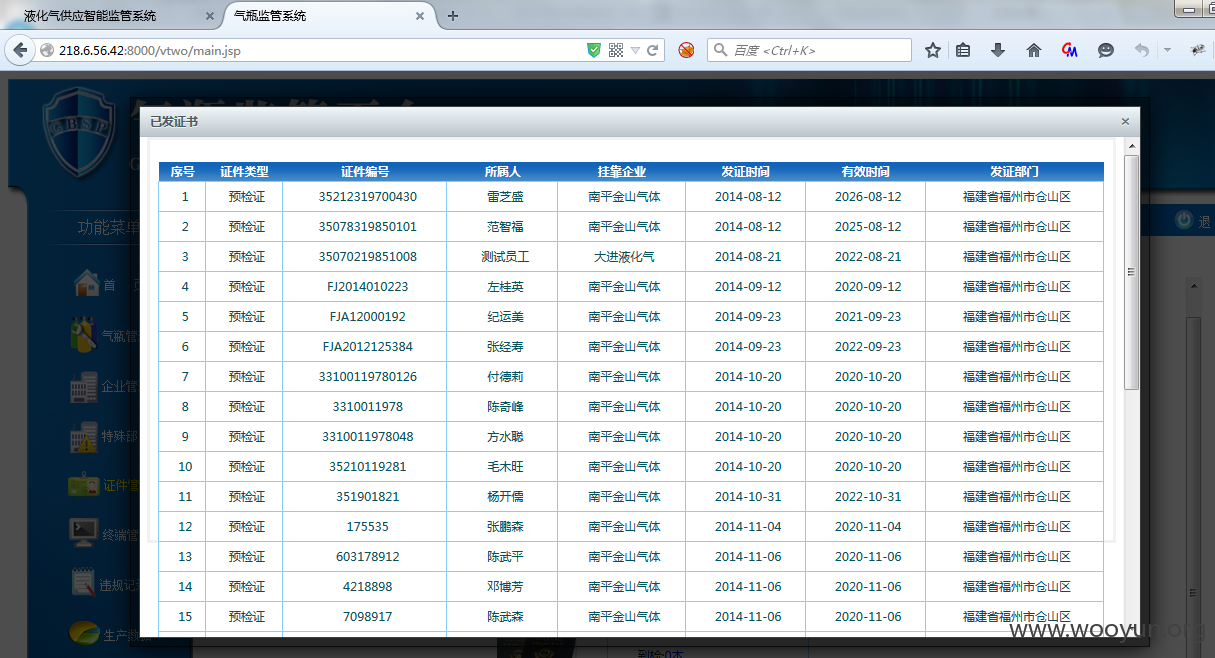 液化气供应智能监管系统 × 气瓶监管系统 × +
218.6.56.42:8000/vtwo/main.jsp 百度 <Ctrl+K>
GBSP
已发证书 ×
功能菜单
退
首
气瓶管
企业管
特殊部
证件管
终端管
违规记
生产数据
序号 证件类型 证件编号 所属人 挂靠企业 发证时间 有效时间 发证部门
1 预检证 35212319700430 雷芝盛 南平金山气体 2014-08-12 2026-08-12 福建省福州市仓山区
2 预检证 35078319850101 范智福 南平金山气体 2014-08-12 2025-08-12 福建省福州市仓山区
3 预检证 35070219851008 测试员工 大进液化气 2014-08-21 2022-08-21 福建省福州市仓山区
4 预检证 FJ2014010223 左桂英 南平金山气体 2014-09-12 2020-09-12 福建省福州市仓山区
5 预检证 FJA12000192 纪运美 南平金山气体 2014-09-23 2021-09-23 福建省福州市仓山区
6 预检证 FJA2012125384 张经寿 南平金山气体 2014-09-23 2022-09-23 福建省福州市仓山区
7 预检证 33100119780126 付德莉 南平金山气体 2014-10-20 2020-10-20 福建省福州市仓山区
8 预检证 3310011978 陈奇峰 南平金山气体 2014-10-20 2020-10-20 福建省福州市仓山区
9 预检证 3310011978048 方水聪 南平金山气体 2014-10-20 2020-10-20 福建省福州市仓山区
10 预检证 35210119281 毛木旺 南平金山气体 2014-10-20 2020-10-20 福建省福州市仓山区
11 预检证 351901821 杨开儒 南平金山气体 2014-10-31 2022-10-31 福建省福州市仓山区
12 预检证 175535 张鹏森 南平金山气体 2014-11-04 2020-11-04 福建省福州市仓山区
13 预检证 603178912 陈武平 南平金山气体 2014-11-06 2020-11-06 福建省福州市仓山区
14 预检证 4218898 邓博芳 南平金山气体 2014-11-06 2020-11-06 福建省福州市仓山区
15 预检证 7098917 陈武森 南平金山气体 2014-11-06 2020-11-06 福建省福州市仓山区
www.wooyun.org